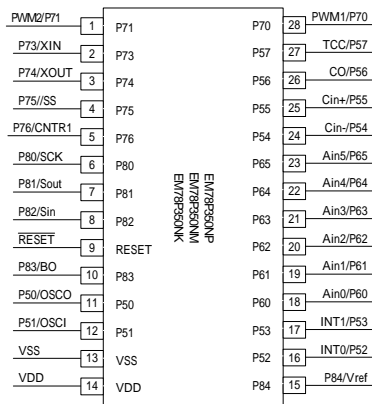 PWM2/P71 1 P71 P70 28 PWM1/P70
P73/XIN 2 P73 P57 27 TCC/P57
P74/XOUT 3 P74 P56 26 CO/P56
P75//SS 4 P75 P55 25 Cin+/P55
P76/CNTR1 5 P76 P54 24 Cin-/P54
P80/SCK 6 P80 P65 23 Ain5/P65
P81/Sout 7 P81 P64 22 Ain4/P64
P82/Sin 8 P82 P63 21 Ain3/P63
RESET 9 RESET P62 20 Ain2/P62
P83/BO 10 P83 P61 19 Ain1/P61
P50/OSCO 11 P50 P60 18 Ain0/P60
P51/OSCI 12 P51 P53 17 INT1/P53
VSS 13 VSS P52 16 INT0/P52
VDD 14 VDD P84 15 P84/Vref
EM78P350NP
EM78P350NM
EM78P350NK